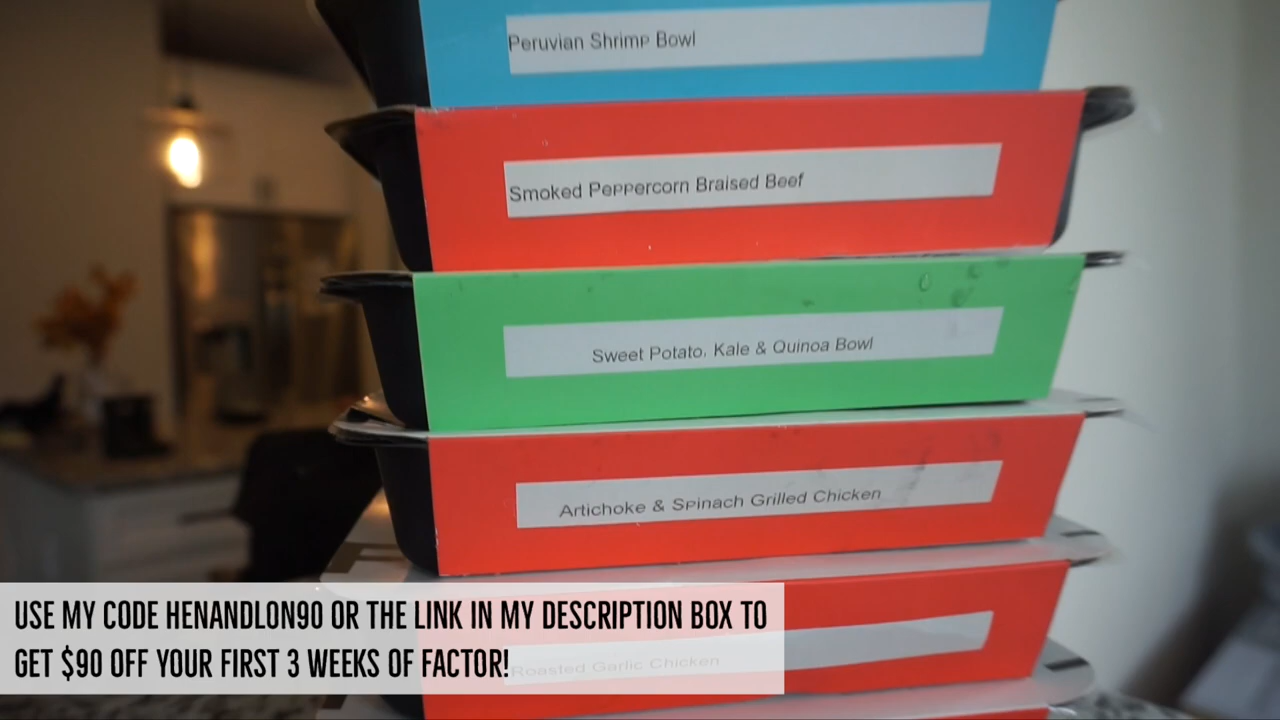 Peruvian Shrimp Bowl
Smoked Peppercorn Braised Beef
Sweet Potato, Kale & Quinoa Bowl
Artichoke & Spinach Grilled Chicken
Roasted Garlic Chicken
USE MY CODE HENANDLON90 OR THE LINK IN MY DESCRIPTION BOX TO
GET $90 OFF YOUR FIRST 3 WEEKS OF FACTOR!